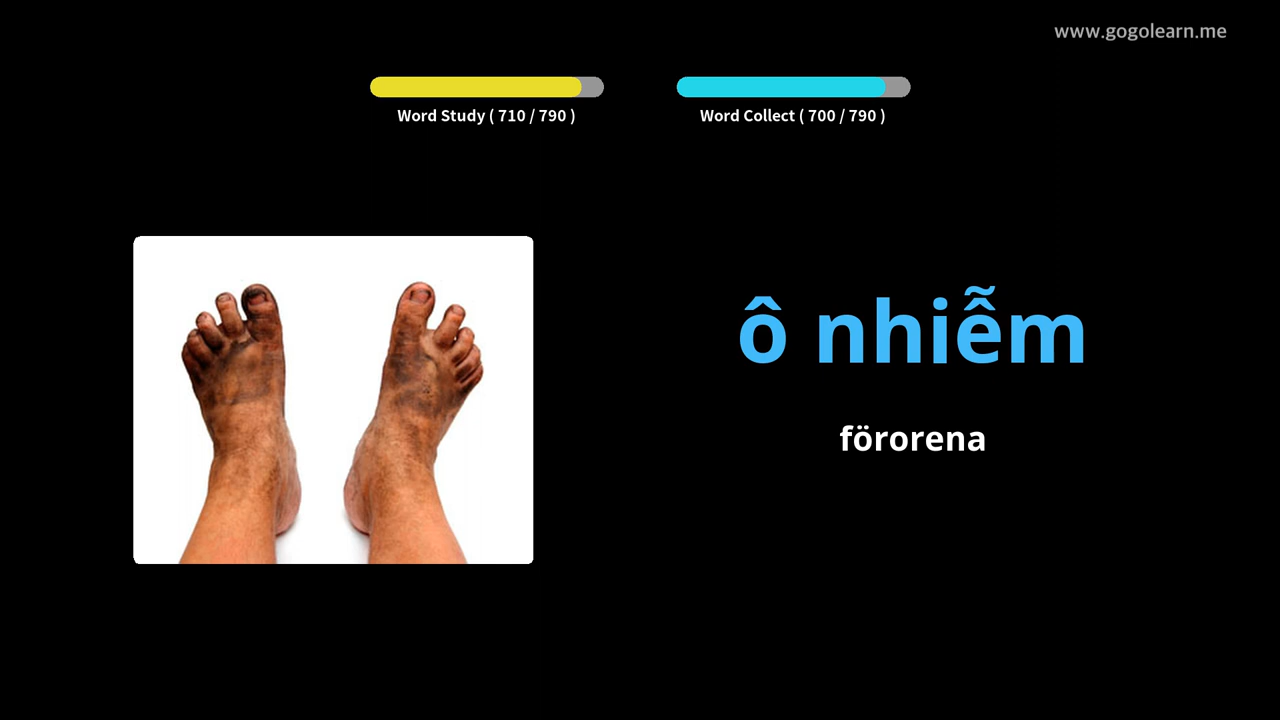 www.gogolearn.me
Word Study ( 710 / 790 )
Word Collect ( 700 / 790 )
ô nhiễm
förorena